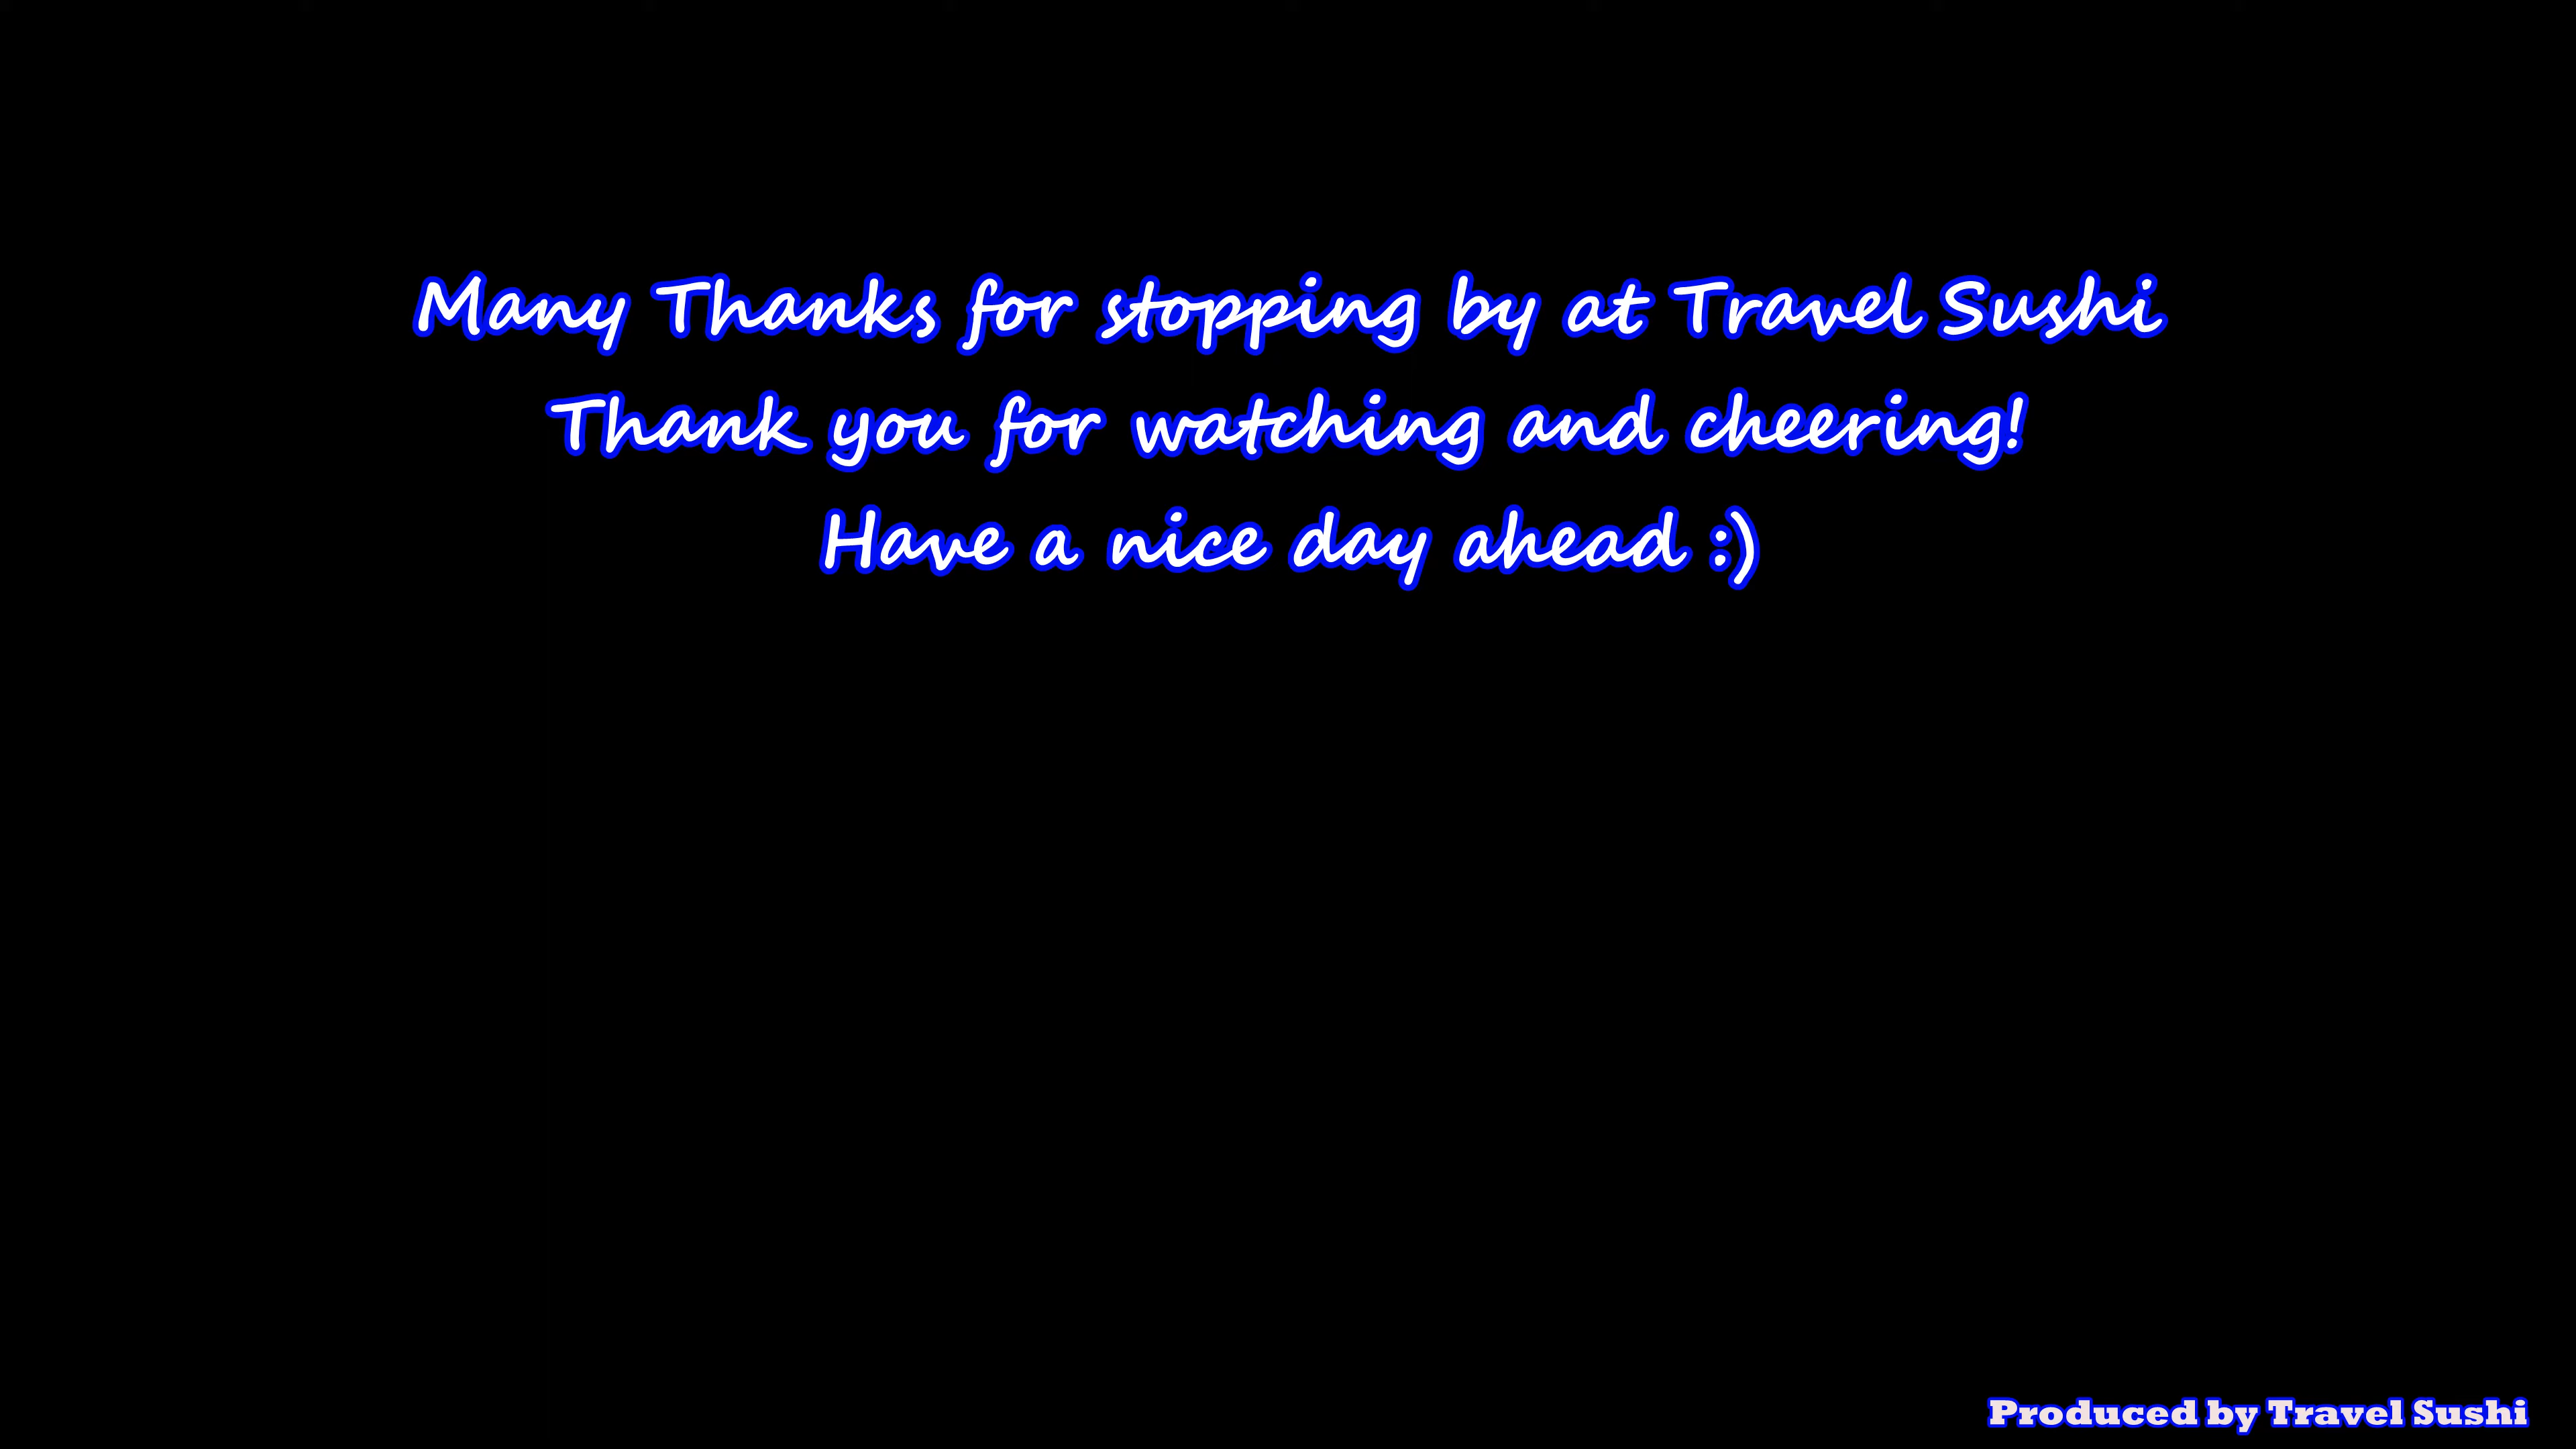 Many Thanks for stopping by at Travel Sushi
Thank you for watching and cheering!
Have a nice day ahead :)
Produced by Travel Sushi